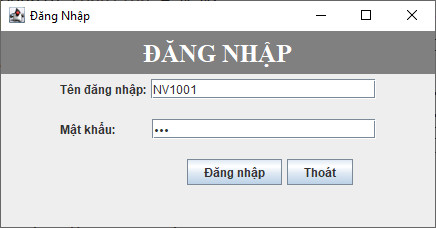 Đăng Nhập
ĐĂNG NHẬP
Tên đăng nhập: NV1001
Mật khẩu: •••
Đăng nhập Thoát